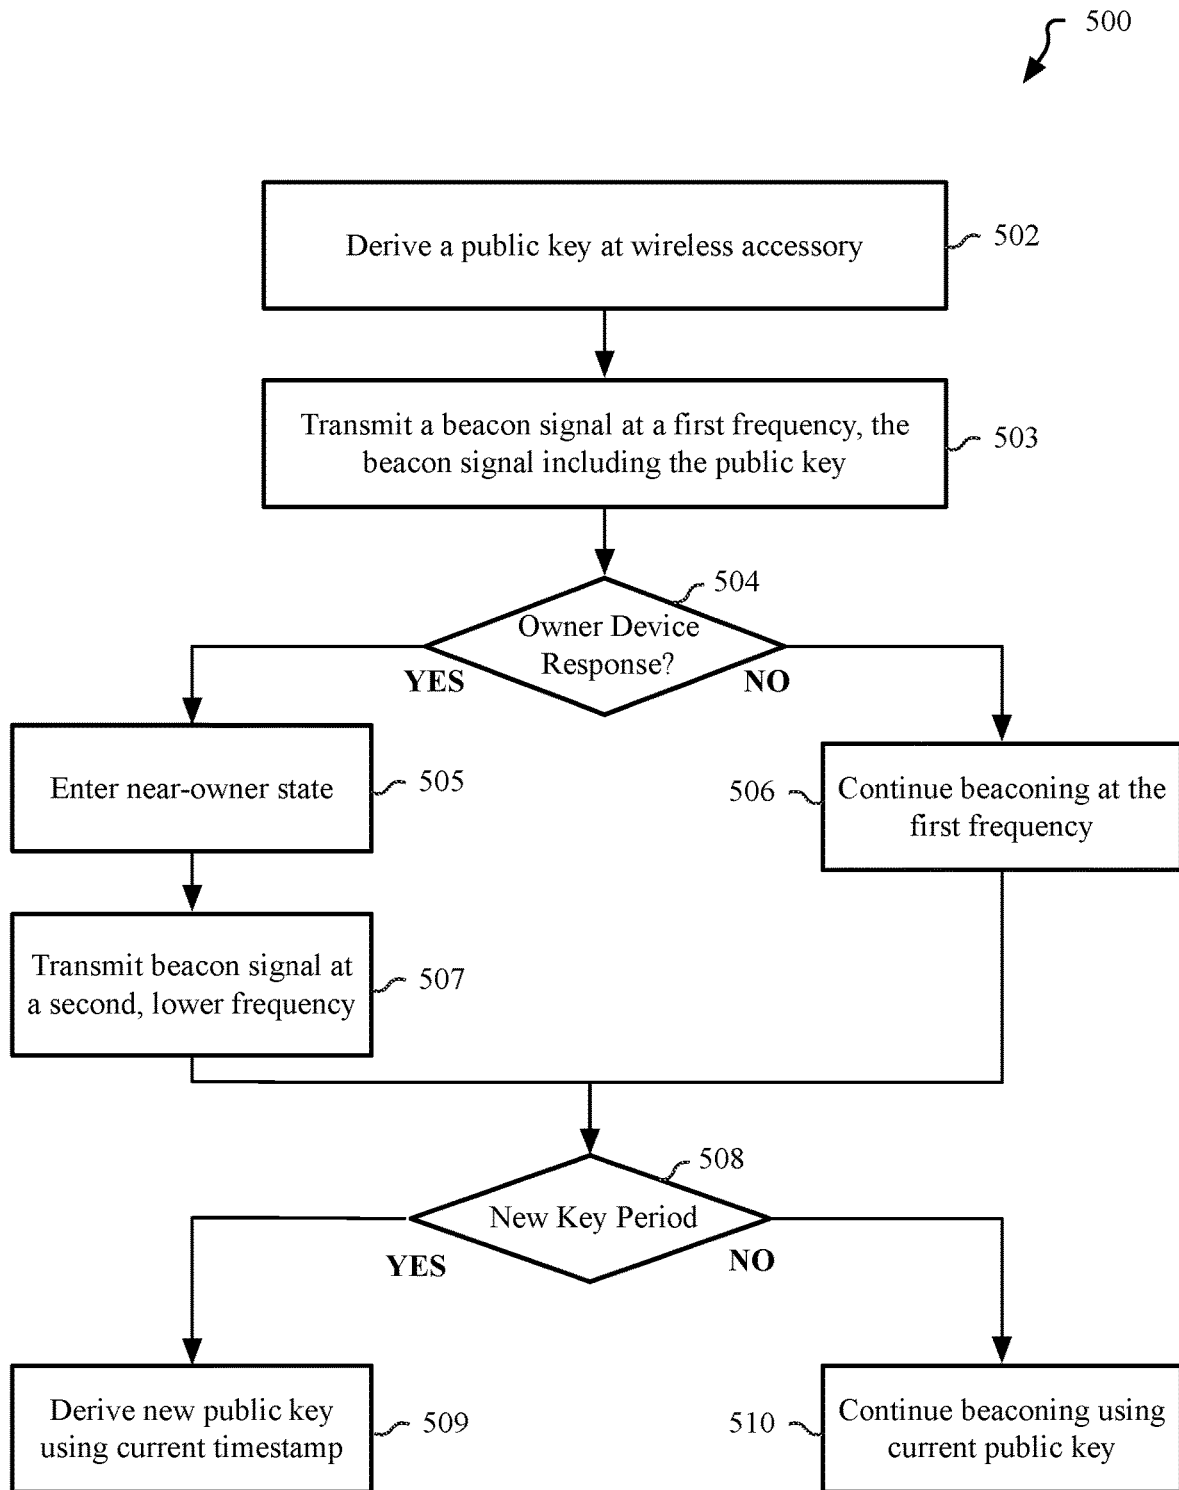 500
Derive a public key at wireless accessory
502
Transmit a beacon signal at a first frequency, the
beacon signal including the public key
503
504
Owner Device
Response?
YES
NO
Enter near-owner state
505
506
Continue beaconing at the
first frequency
Transmit beacon signal at
a second, lower frequency
507
508
New Key Period
YES
NO
Derive new public key
using current timestamp
509
510
Continue beaconing using
current public key